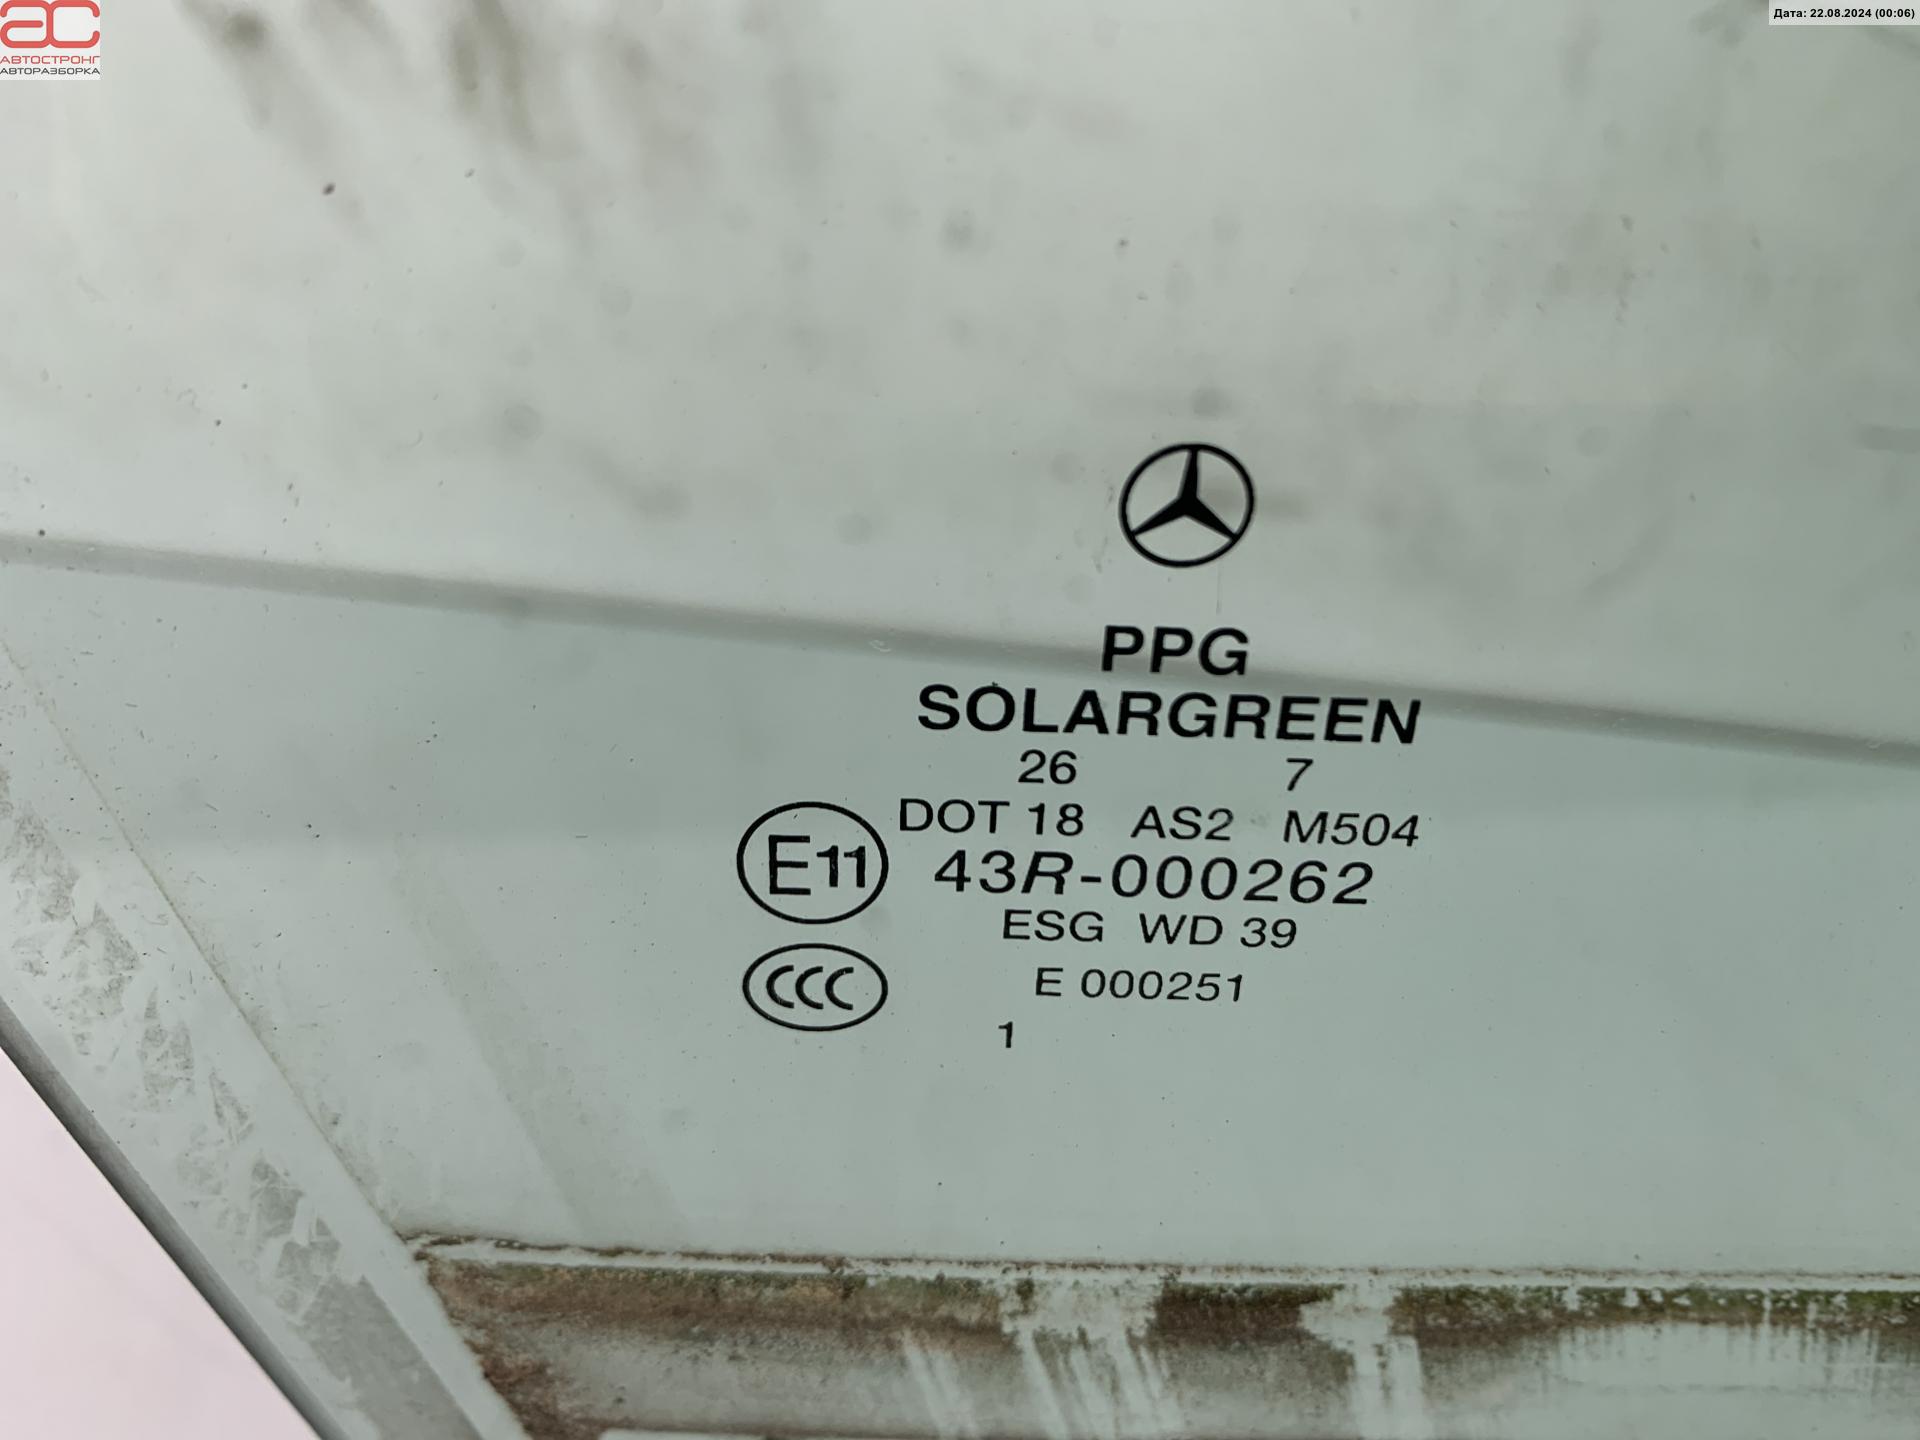 AC
АВТОСТРОНГ
АВТОРАЗБОРКА
Дата: 22.08.2024 (00:06)
PPG
SOLARGREEN
26 7
DOT 18 AS2 M504
E11 43R-000262
ESG WD 39
CCC E 000251
1